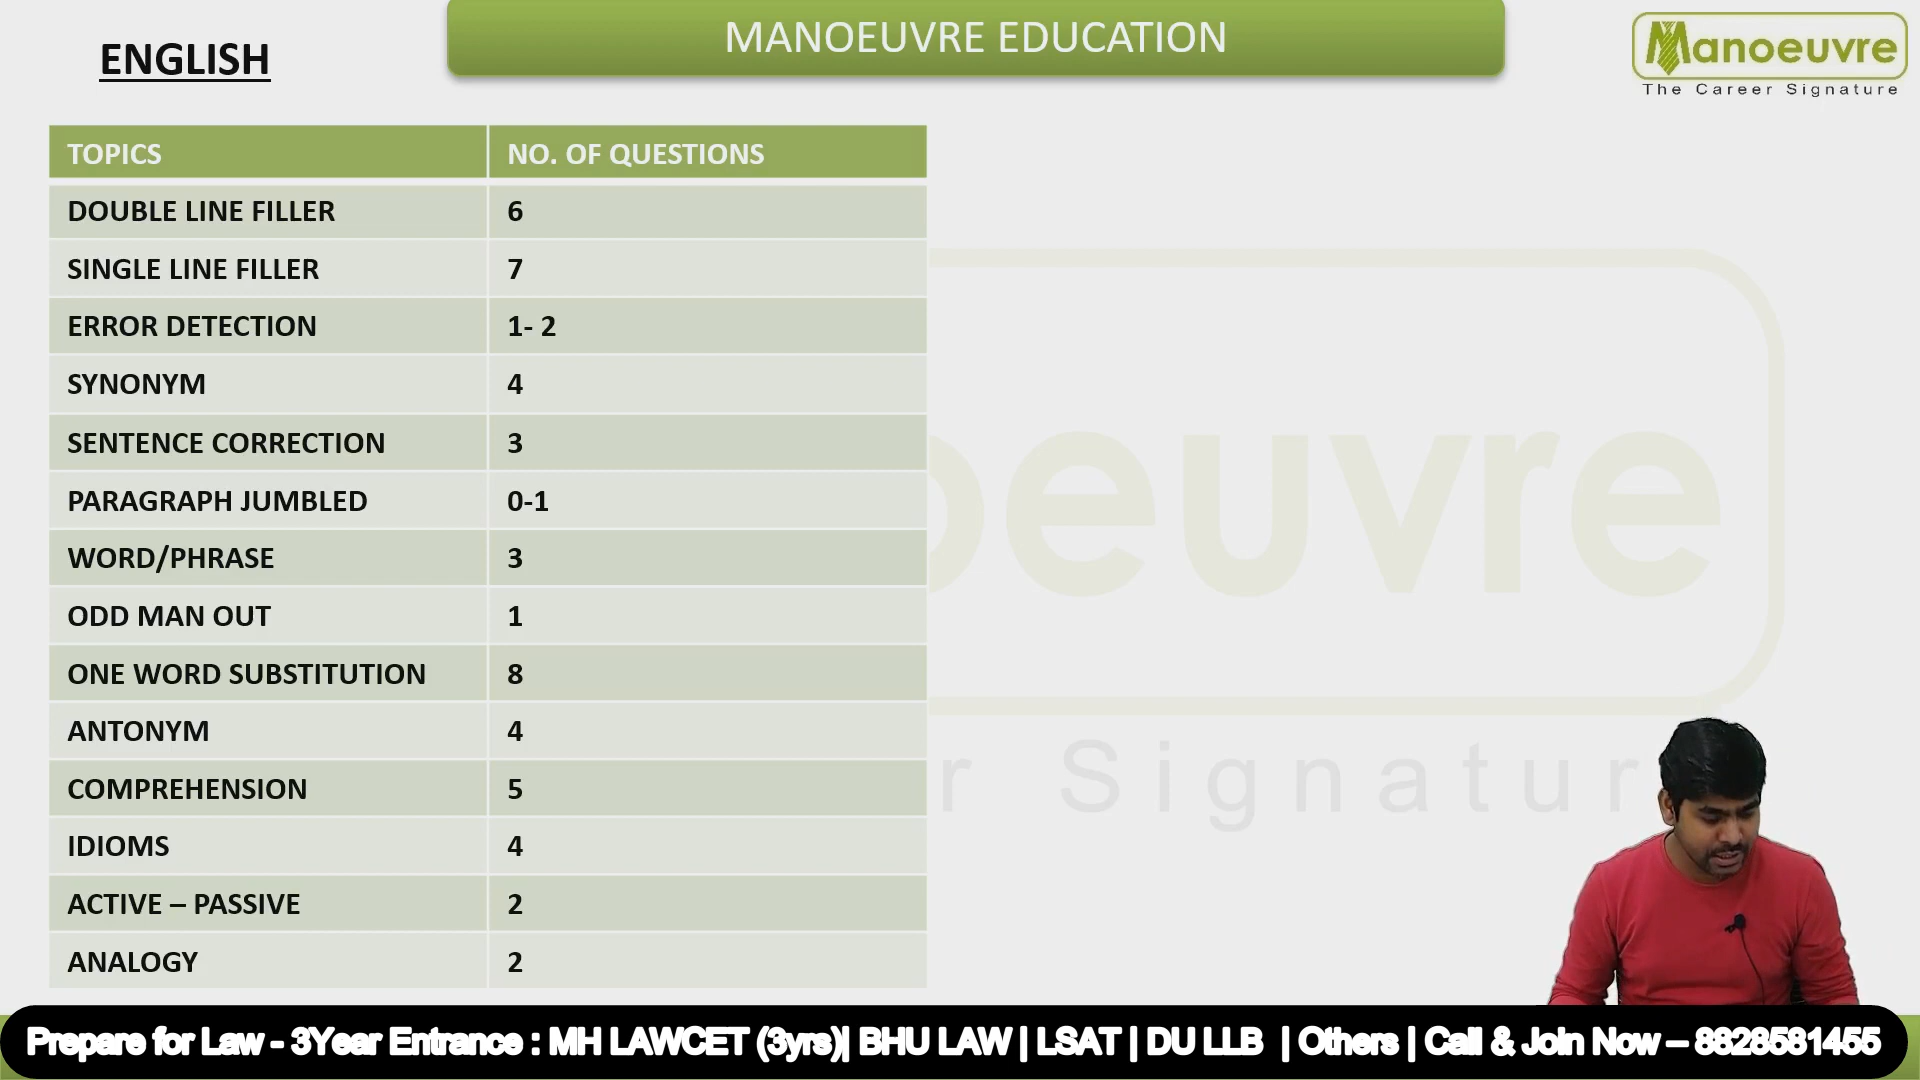 ENGLISH
MANOEUVRE EDUCATION
Manoeuvre
The Career Signature
TOPICS NO. OF QUESTIONS
DOUBLE LINE FILLER 6
SINGLE LINE FILLER 7
ERROR DETECTION 1- 2
SYNONYM 4
SENTENCE CORRECTION 3
PARAGRAPH JUMBLED 0-1
WORD/PHRASE 3
ODD MAN OUT 1
ONE WORD SUBSTITUTION 8
ANTONYM 4
COMPREHENSION 5
IDIOMS 4
ACTIVE – PASSIVE 2
ANALOGY 2
oeuvre
r Signatur
Prepare for Law - 3Year Entrance : MH LAWCET (3yrs)| BHU LAW | LSAT | DU LLB | Others | Call & Join Now – 8828581455